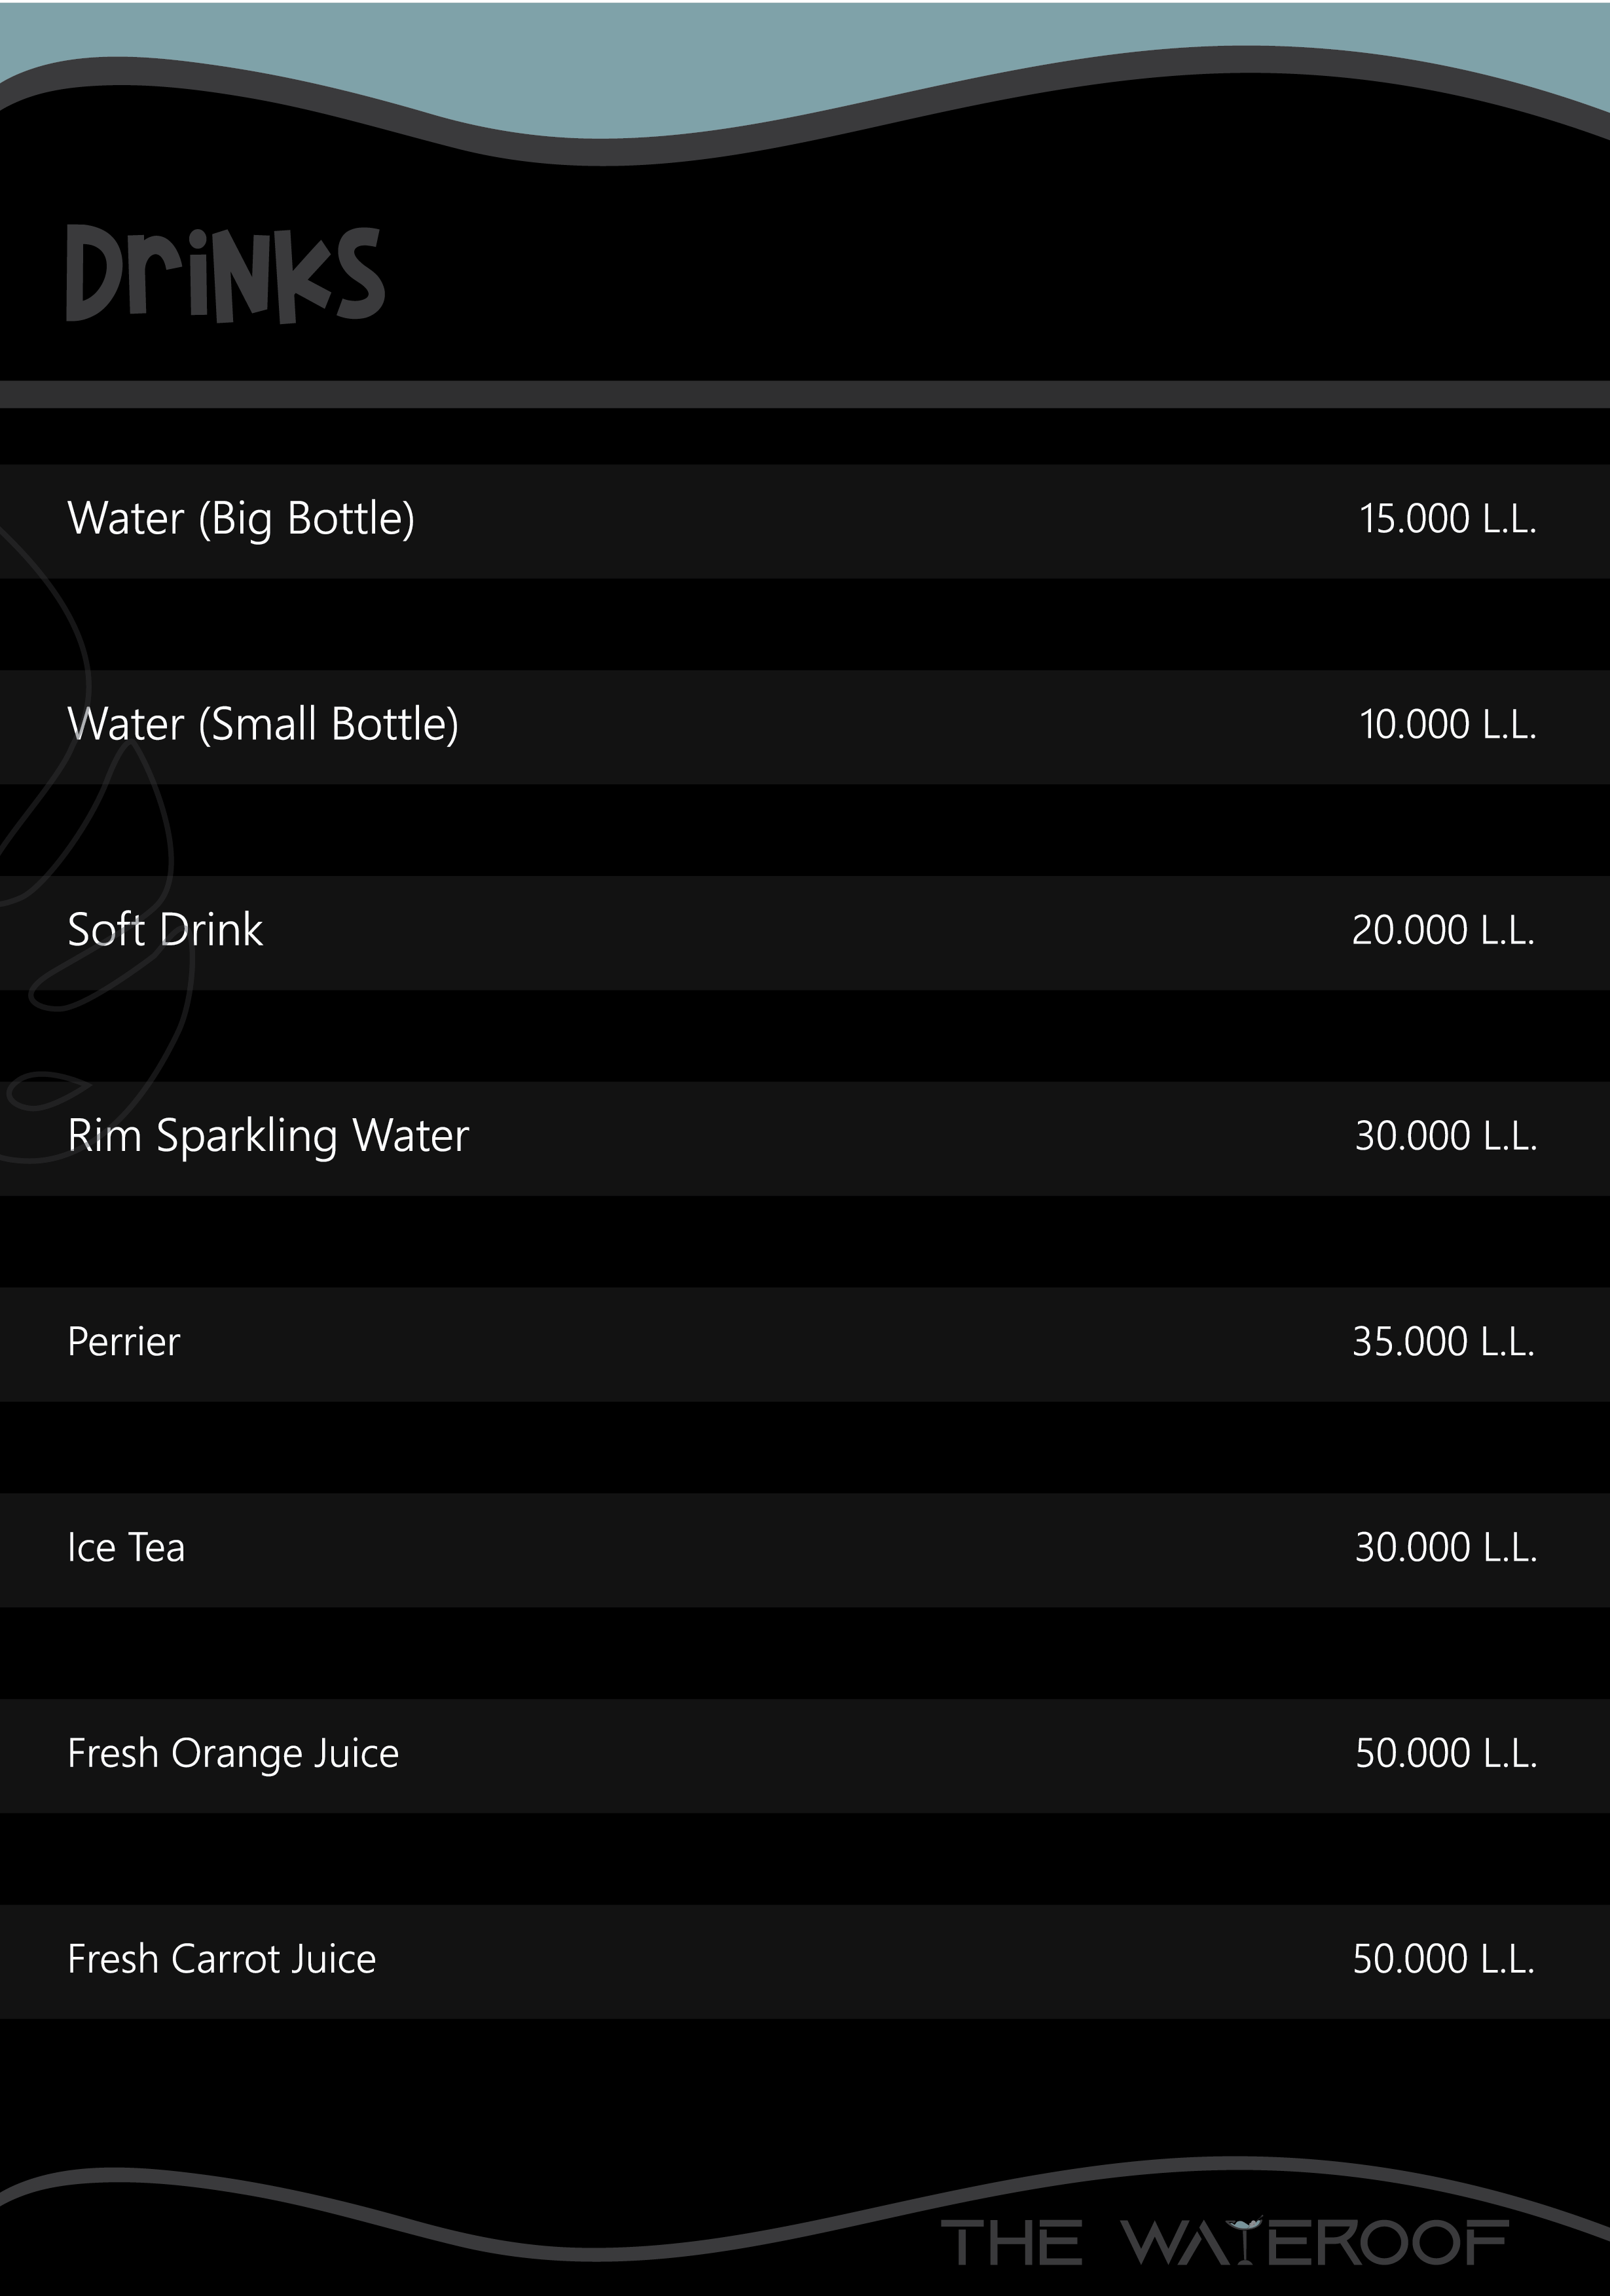 Drinks
Water (Big Bottle) 15.000 L.L.
Water (Small Bottle) 10.000 L.L.
Soft Drink 20.000 L.L.
Rim Sparkling Water 30.000 L.L.
Perrier 35.000 L.L.
Ice Tea 30.000 L.L.
Fresh Orange Juice 50.000 L.L.
Fresh Carrot Juice 50.000 L.L.
THE WATEROOF